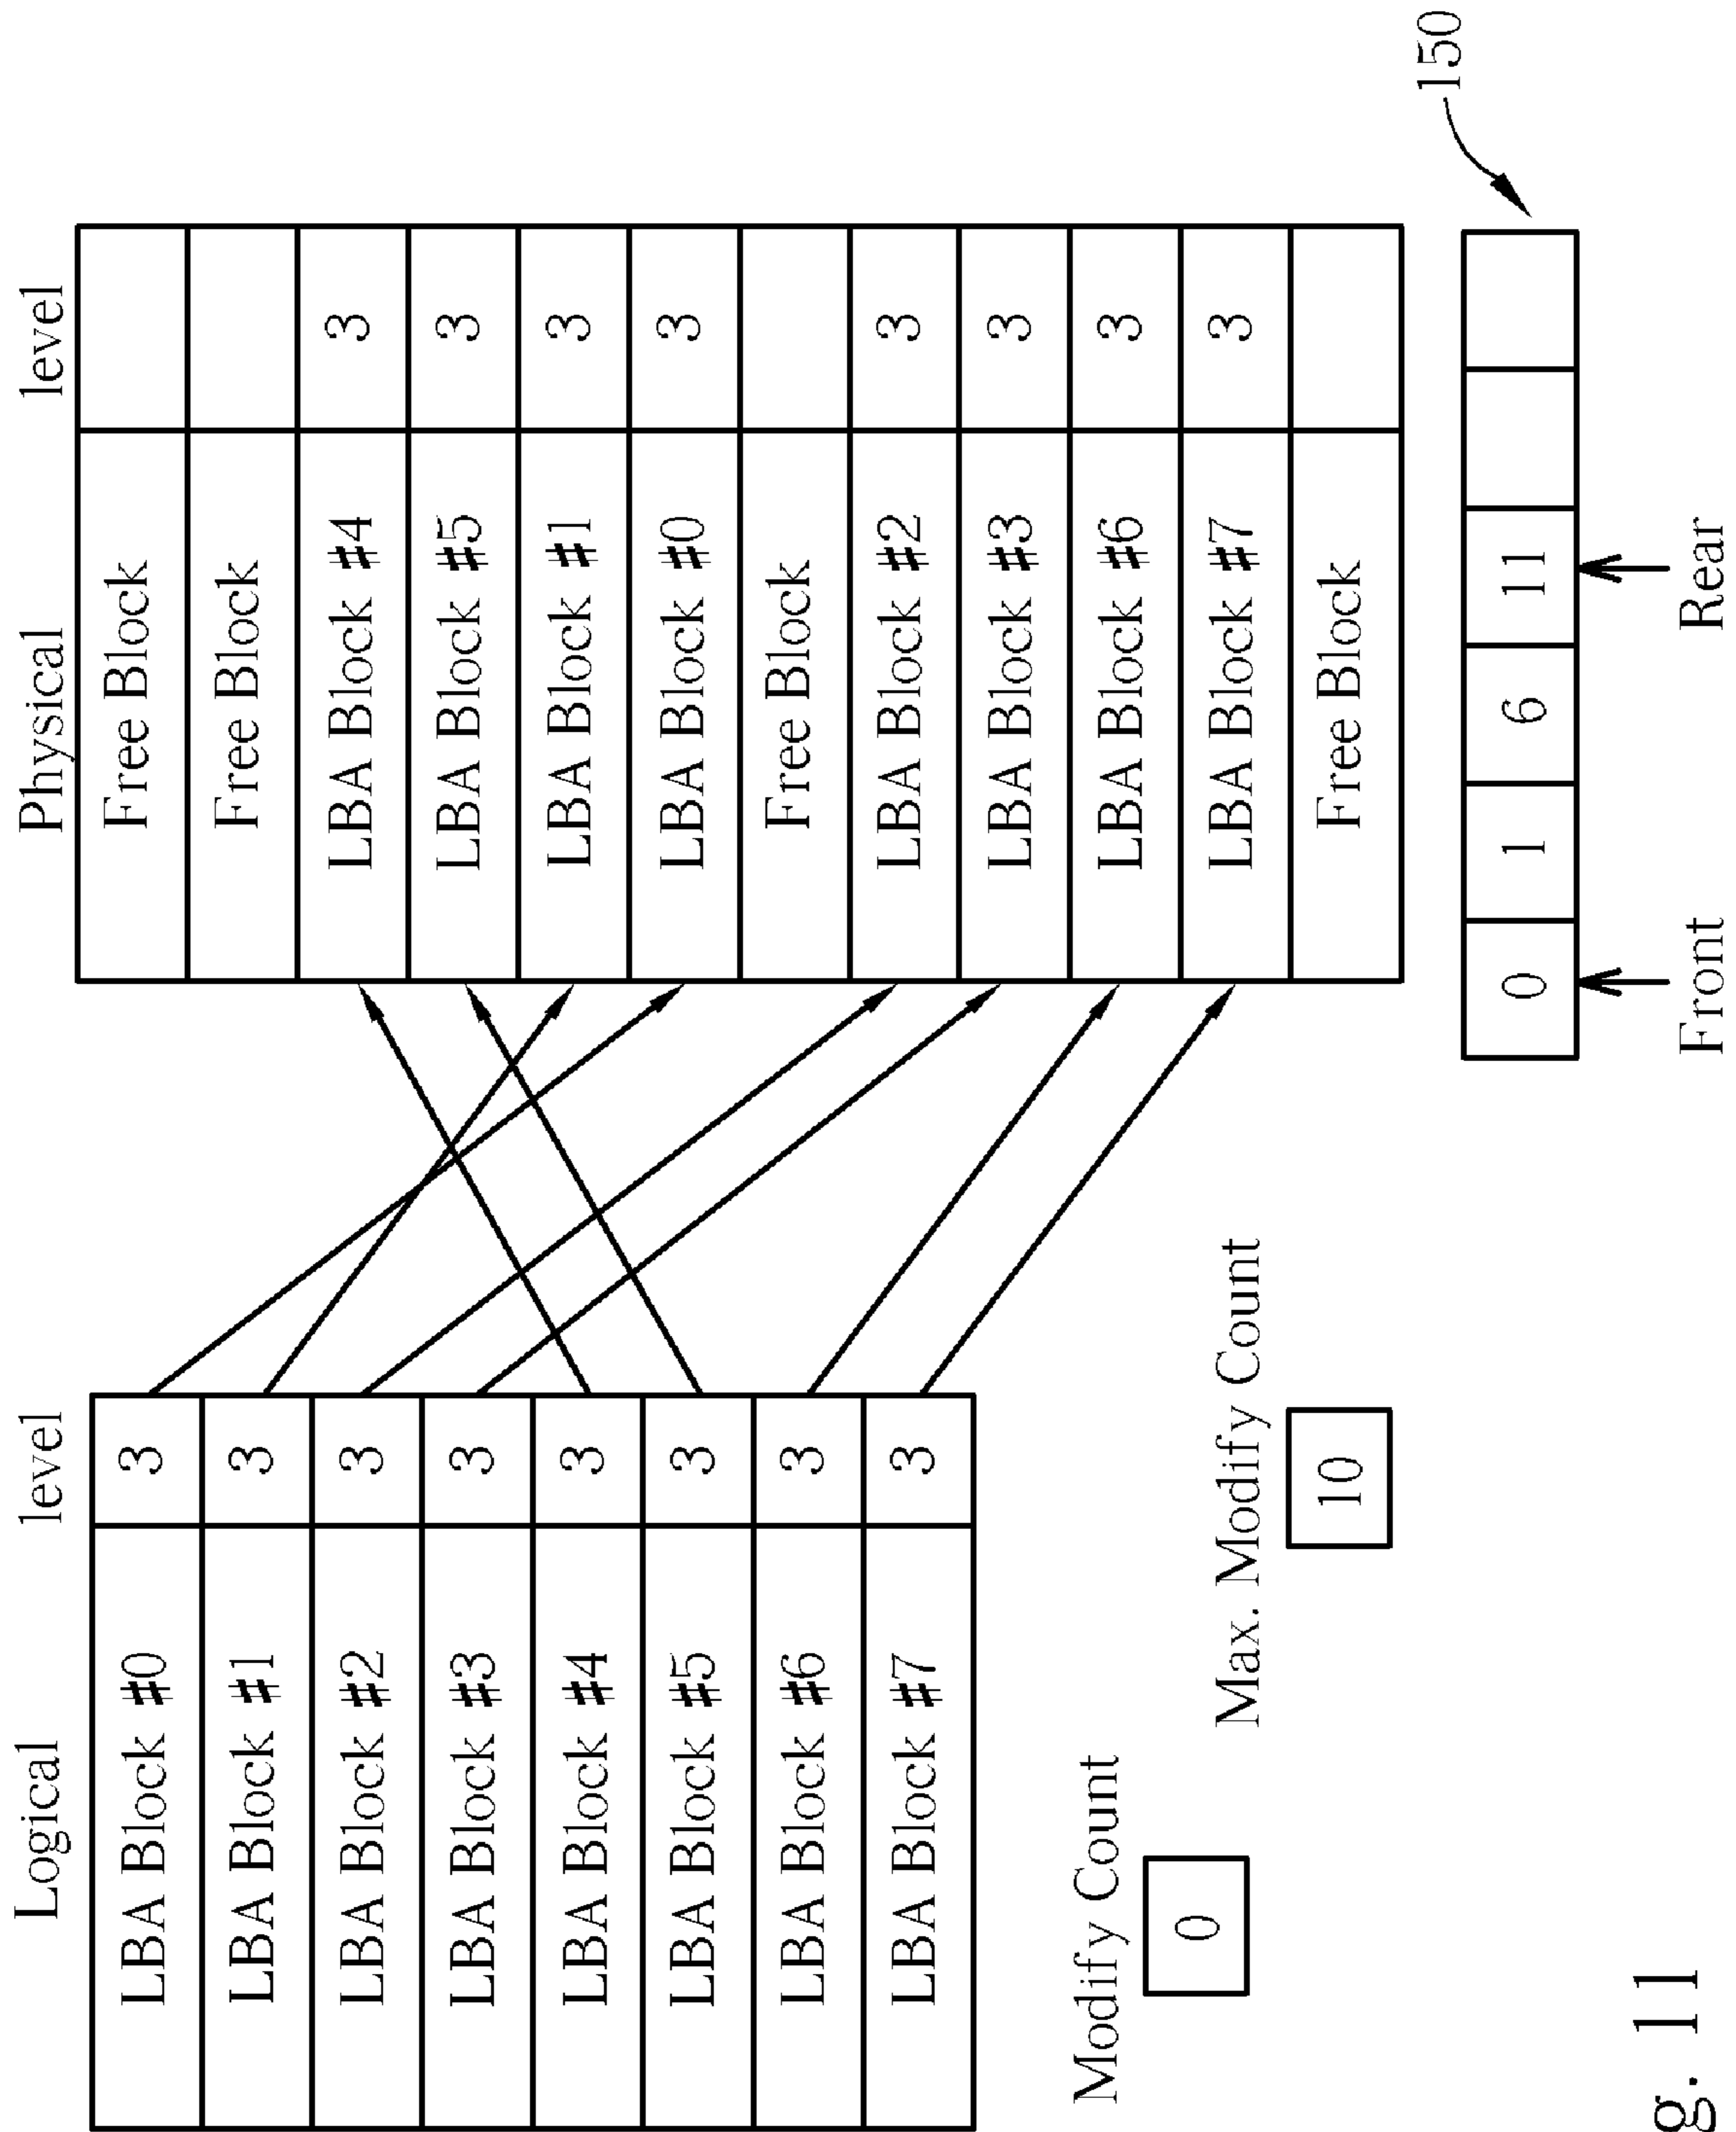 Logical level
LBA Block #0 3
LBA Block #1 3
LBA Block #2 3
LBA Block #3 3
LBA Block #4 3
LBA Block #5 3
LBA Block #6 3
LBA Block #7 3
Modify Count
0
Max. Modify Count
10
Physical level
Free Block
Free Block
LBA Block #4 3
LBA Block #5 3
LBA Block #1 3
LBA Block #0 3
Free Block
LBA Block #2 3
LBA Block #3 3
LBA Block #6 3
LBA Block #7 3
Free Block
0 1 6 11
150
Front Rear
g. 11